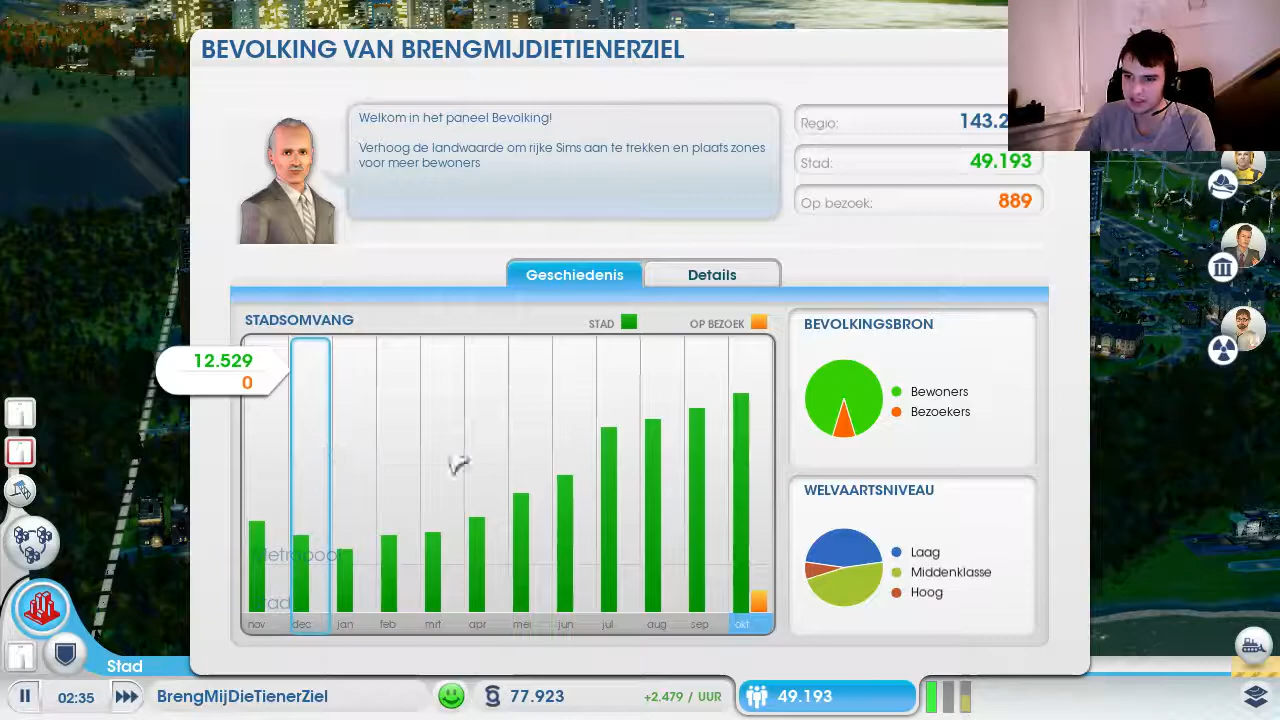 BEVOLKING VAN BRENGMIJDIETIENERZIEL
Welkom in het paneel Bevolking!
Verhoog de landwaarde om rijke Sims aan te trekken en plaats zones
voor meer bewoners
Regio: 143.2
Stad: 49.193
Op bezoek: 889
Geschiedenis
Details
STADSOMVANG
STAD
OP BEZOEK
12.529
0
nov dec jan feb mrt apr mei jun jul aug sep okt
BEVOLKINGSBRON
Bewoners
Bezoekers
WELVAARTSNIVEAU
Laag
Middenklasse
Hoog
Stad
02:35
BrengMijDieTienerZiel
77.923
+2.479 / UUR
49.193